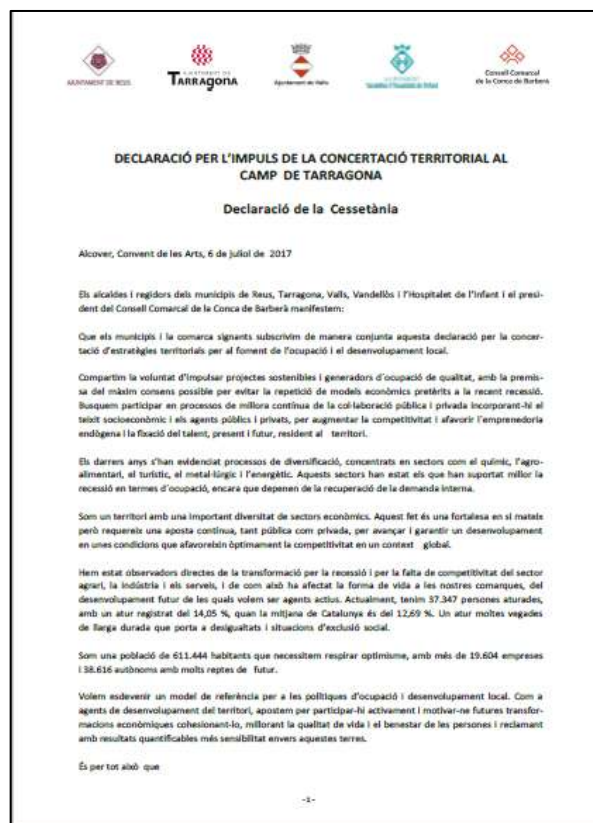 AJUNTAMENT DE REUS
AJUNTAMENT DE
TARRAGONA
Ajuntament de Valls
Consell Comarcal
de la Conca de Barberà
DECLARACIÓ PER L'IMPULS DE LA CONCERTACIÓ TERRITORIAL AL
CAMP DE TARRAGONA
Declaració de la Cessetània
Alcover, Convent de les Arts, 6 de juliol de 2017
Els alcaldes i regidors dels municipis de Reus, Tarragona, Valls, Vandellòs i l'Hospitalet de l'Infant i el presi-
dent del Consell Comarcal de la Conca de Barberà manifestem:
Que els municipis i la comarca signants subscrivim de manera conjunta aquesta declaració per la concer-
tació d'estratègies territorials per al foment de l'ocupació i el desenvolupament local.
Compartim la voluntat d'impulsar projectes sostenibles i generadors d'ocupació de qualitat, amb la premis-
sa del màxim consens possible per evitar la repetició de models econòmics pretèrits a la recent recessió.
Busquem participar en processos de millora contínua de la col·laboració pública i privada incorporant-hi el
teixit socioeconòmic i els agents públics i privats, per augmentar la competitivitat i afavorir l'emprenedoria
endògena i la fixació del talent, present i futur, resident al territori.
Els darrers anys s'han evidenciat processos de diversificació, concentrats en sectors com el químic, l'agro-
alimentari, el turístic, el metal·lúrgic i l'energètic. Aquests sectors han estat els que han suportat millor la
recessió en termes d'ocupació, encara que depenen de la recuperació de la demanda interna.
Som un territori amb una important diversitat de sectors econòmics. Aquest fet és una fortalesa en si mateix
però requereix una aposta contínua, tant pública com privada, per avançar i garantir un desenvolupament
en unes condicions que afavoreixin òptimament la competitivitat en un context global.
Hem estat observadors directes de la transformació per la recessió i per la falta de competitivitat del sector
agrari, la indústria i els serveis, i de com això ha afectat la forma de vida a les nostres comarques, del
desenvolupament futur de les quals volem ser agents actius. Actualment, tenim 37.347 persones aturades,
amb un atur registrat del 14,05 %, quan la mitjana de Catalunya és del 12,69 %. Un atur moltes vegades
de llarga durada que porta a desigualtats i situacions d'exclusió social.
Som una població de 611.444 habitants que necessitem respirar optimisme, amb més de 19.604 empreses
i 38.616 autònoms amb molts reptes de futur.
Volem esdevenir un model de referència per a les polítiques d'ocupació i desenvolupament local. Com a
agents de desenvolupament del territori, apostem per participar-hi activament i motivar-ne futures transfor-
macions econòmiques cohesionant-lo, millorant la qualitat de vida i el benestar de les persones i reclamant
amb resultats quantificables més sensibilitat envers aquestes terres.
És per tot això que
-1-